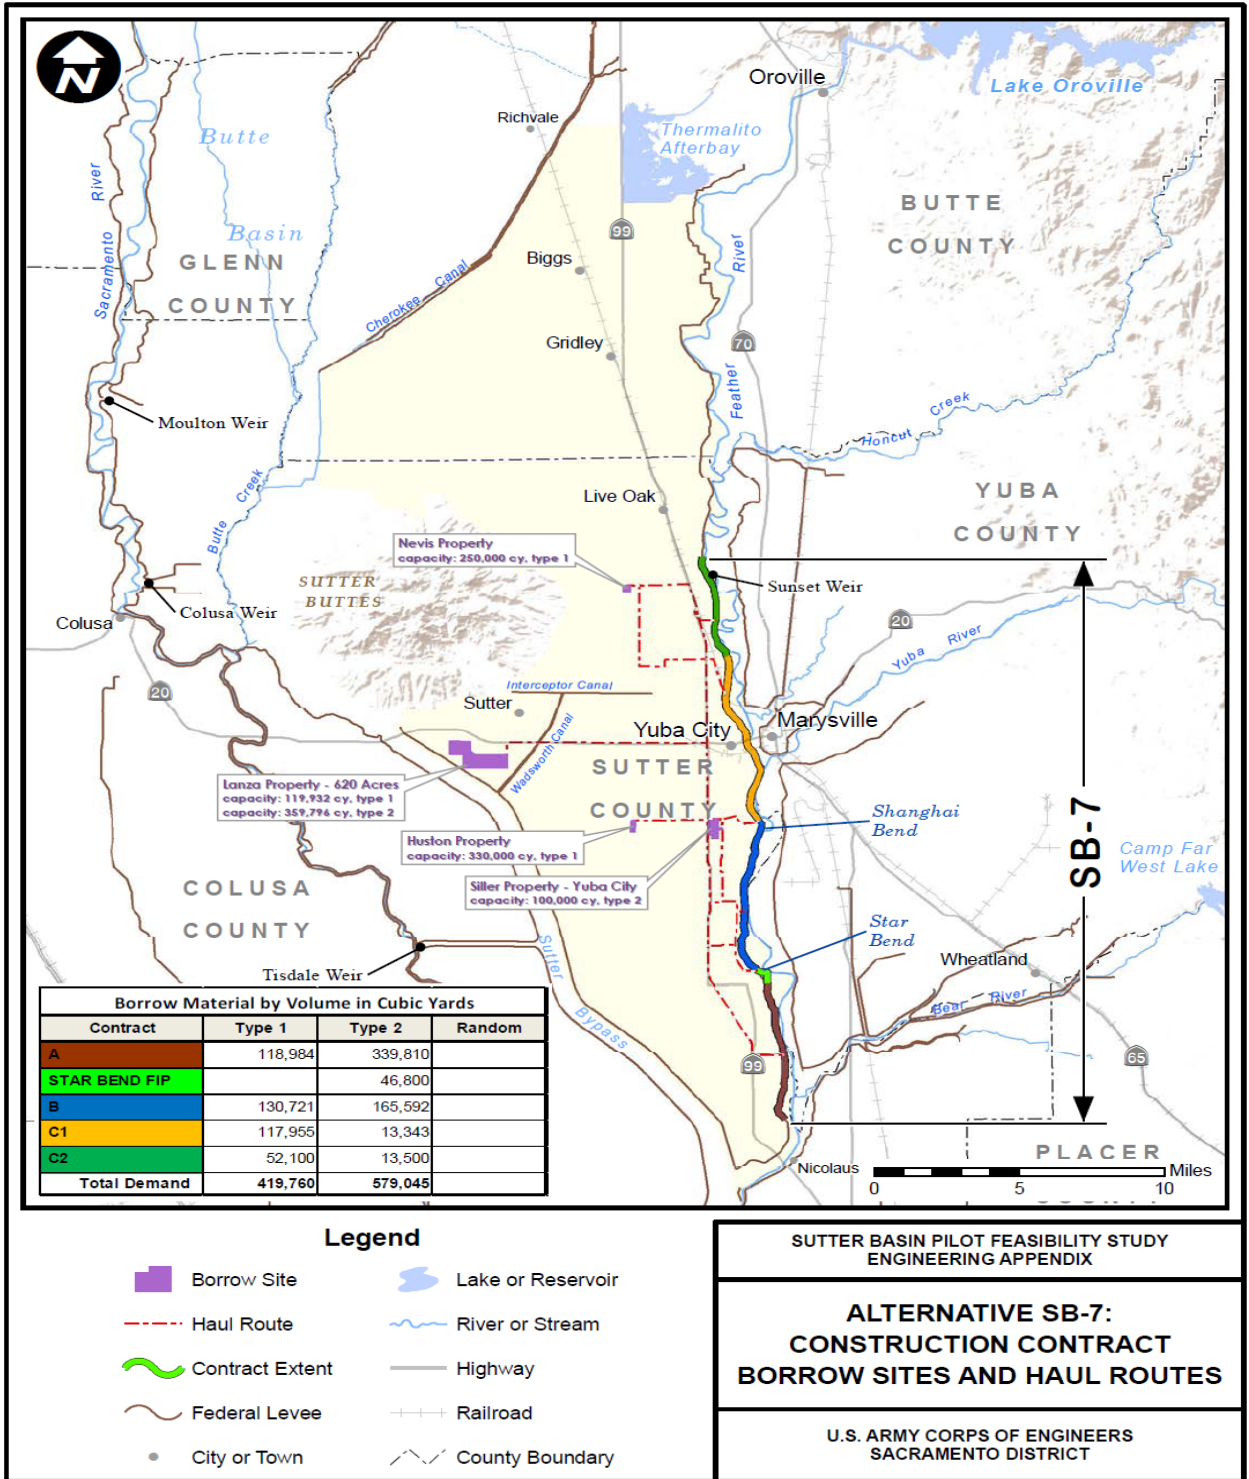 N
Oroville
Lake Oroville
Richvale
Thermalito
Afterbay
Butte
Basin
Sacramento River
GLENN
COUNTY
BUTTE
COUNTY
99
Biggs
Feather River
Cherokee Canal
Gridley
70
Moulton Weir
Honcut Creek
Butte Creek
Live Oak
YUBA
COUNTY
Nevis Property
capacity: 250,000 cy, type 1
SUTTER
BUTTES
Sunset Weir
Colusa Weir
Colusa
20
Yuba River
20
Interceptor Canal
Sutter
Wadsworth Canal
Yuba City
Marysville
SUTTER
COUNTY
Lanza Property - 620 Acres
capacity: 119,932 cy, type 1
capacity: 359,796 cy, type 2
Shanghai
Bend
SB-7
Huston Property
capacity: 330,000 cy, type 1
Camp Far
West Lake
Siller Property - Yuba City
capacity: 100,000 cy, type 2
COLUSA
COUNTY
Star
Bend
Tisdale Weir
Sutter Bypass
Wheatland
Bear River
99
65
PLACER
COUNTY
Nicolaus
Miles
0 5 10
Borrow Material by Volume in Cubic Yards
Contract Type 1 Type 2 Random
A 118,984 339,810
STAR BEND FIP 46,800
B 130,721 165,592
C1 117,955 13,343
C2 52,100 13,500
Total Demand 419,760 579,045
Legend
Borrow Site
Haul Route
Contract Extent
Federal Levee
City or Town
Lake or Reservoir
River or Stream
Highway
Railroad
County Boundary
SUTTER BASIN PILOT FEASIBILITY STUDY
ENGINEERING APPENDIX
ALTERNATIVE SB-7:
CONSTRUCTION CONTRACT
BORROW SITES AND HAUL ROUTES
U.S. ARMY CORPS OF ENGINEERS
SACRAMENTO DISTRICT